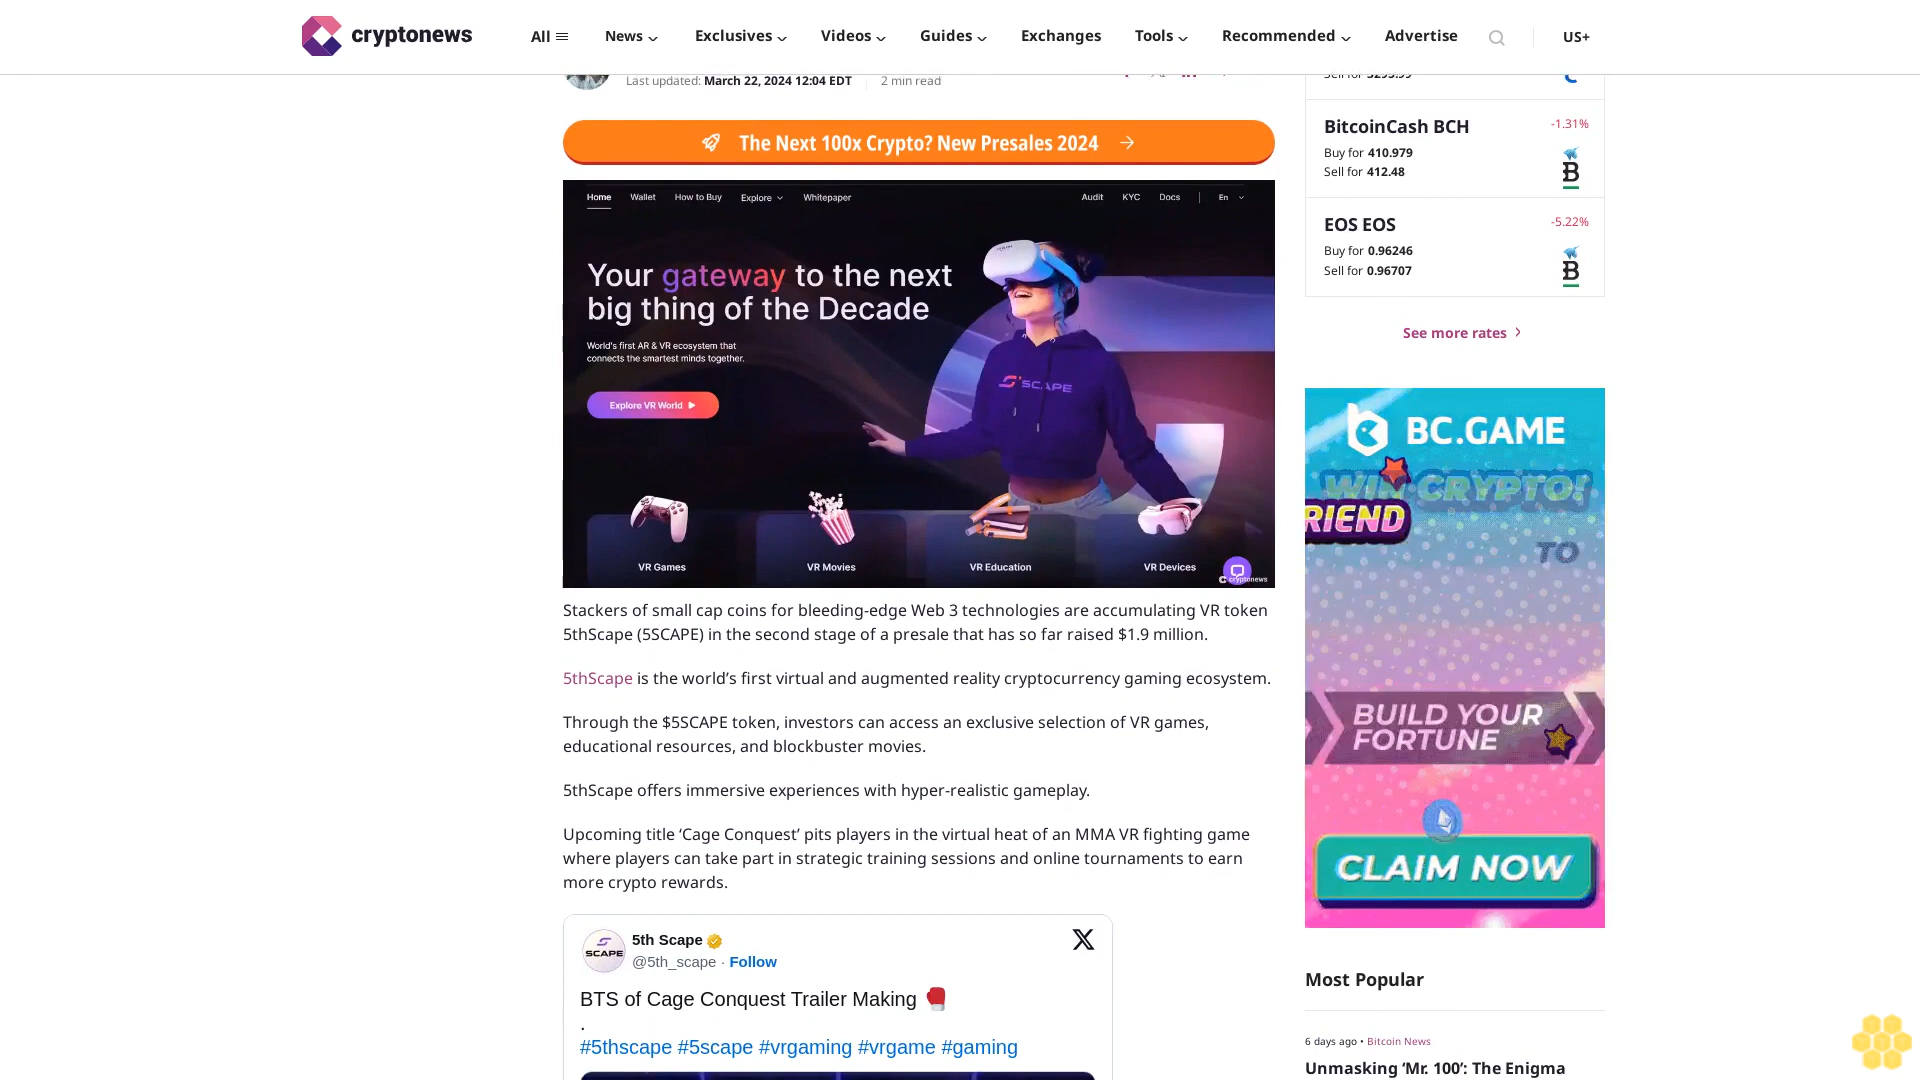 cryptonews
All
News
Exclusives
Videos
Guides
Exchanges
Tools
Recommended
Advertise
US+
Last updated: March 22, 2024 12:04 EDT
2 min read
The Next 100x Crypto? New Presales 2024
Home
Wallet
How to Buy
Explore
Whitepaper
Audit
KYC
Docs
En
Your gateway to the next
big thing of the Decade
World's first AR & VR ecosystem that
connects the smartest minds together.
Explore VR World
SCAPE
VR Games
VR Movies
VR Education
VR Devices
cryptonews
Stackers of small cap coins for bleeding-edge Web 3 technologies are accumulating VR token
5thScape (5SCAPE) in the second stage of a presale that has so far raised $1.9 million.
5thScape is the world’s first virtual and augmented reality cryptocurrency gaming ecosystem.
Through the $5SCAPE token, investors can access an exclusive selection of VR games,
educational resources, and blockbuster movies.
5thScape offers immersive experiences with hyper-realistic gameplay.
Upcoming title ‘Cage Conquest’ pits players in the virtual heat of an MMA VR fighting game
where players can take part in strategic training sessions and online tournaments to earn
more crypto rewards.
SCAPE
5th Scape
@5th_scape · Follow
BTS of Cage Conquest Trailer Making
.
#5thscape #5scape #vrgaming #vrgame #gaming
BitcoinCash BCH
-1.31%
Buy for 410.979
Sell for 412.48
EOS EOS
-5.22%
Buy for 0.96246
Sell for 0.96707
See more rates
BC.GAME
WIN CRYPTO!
RIEND
TO
BUILD YOUR
FORTUNE
CLAIM NOW
Most Popular
6 days ago • Bitcoin News
Unmasking ‘Mr. 100’: The Enigma